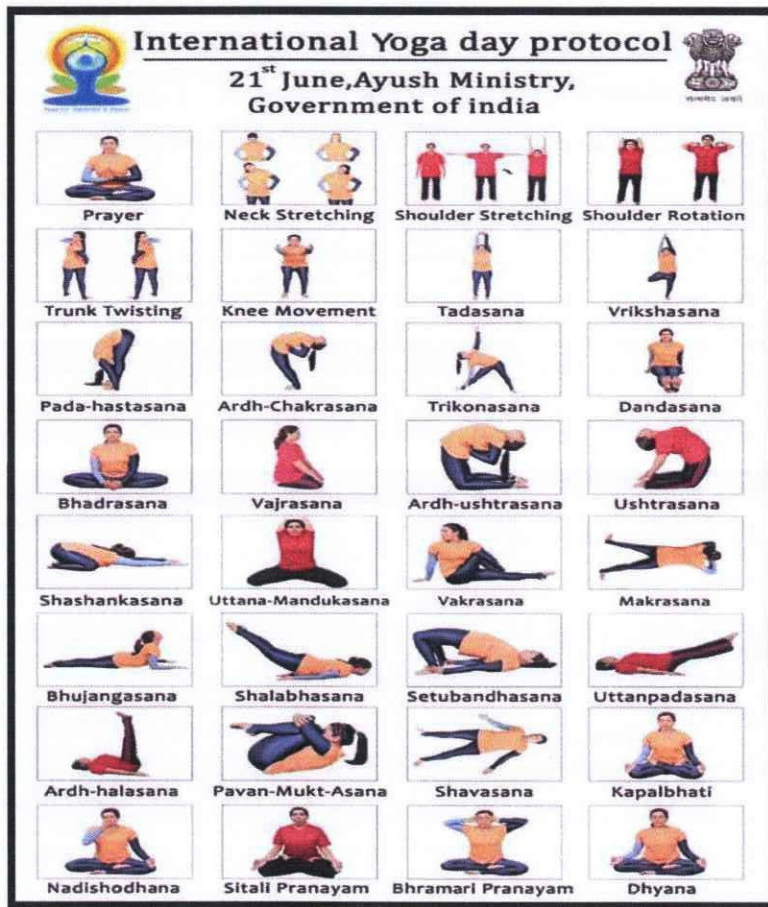 International Yoga day protocol
21st June,Ayush Ministry,
Government of india
सत्यमेव जयते
Prayer
Neck Stretching
Shoulder Stretching
Shoulder Rotation
Trunk Twisting
Knee Movement
Tadasana
Vrikshasana
Pada-hastasana
Ardh-Chakrasana
Trikonasana
Dandasana
Bhadrasana
Vajrasana
Ardh-ushtrasana
Ushtrasana
Shashankasana
Uttana-Mandukasana
Vakrasana
Makrasana
Bhujangasana
Shalabhasana
Setubandhasana
Uttanpadasana
Ardh-halasana
Pavan-Mukt-Asana
Shavasana
Kapalbhati
Nadishodhana
Sitali Pranayam
Bhramari Pranayam
Dhyana